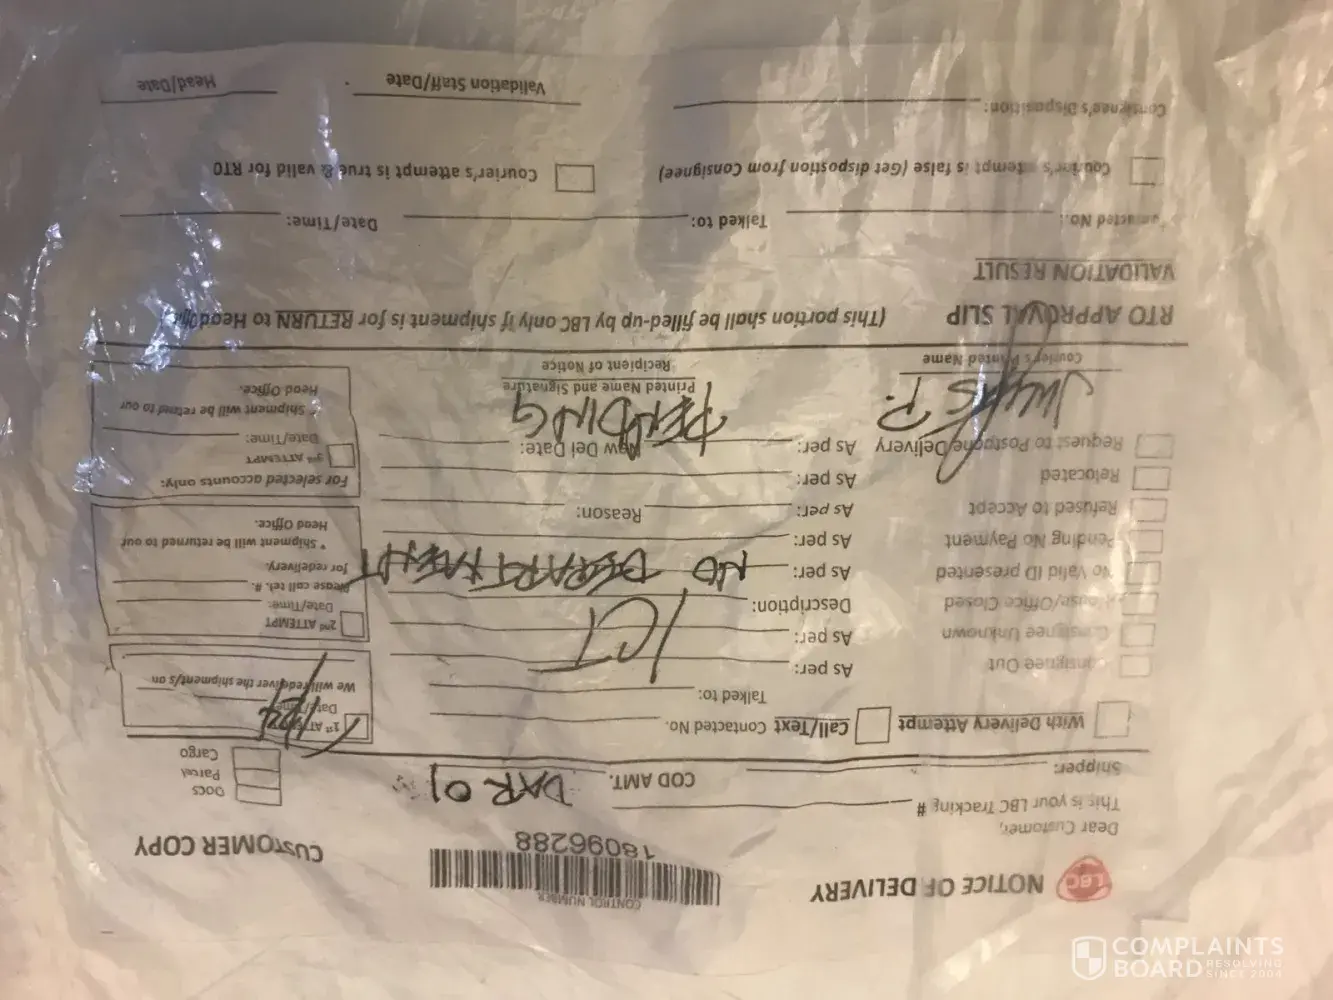 LBC NOTICE OF DELIVERY
CONTROL NUMBER
18096288
CUSTOMER COPY
Dear Customer,
This is your LBC Tracking #
DAR 01
DOCS
Parcel
Cargo
Shipper:
COD AMT.
With Delivery Attempt
Call/Text Contacted No.
Talked to:
1ST ATTEMPT
Date/Time:
We will redeliver the shipment/s on
Consignee Out As per:
Consignee Unknown As per:
ICT
House/Office Closed Description:
No Valid ID presented As per:
NO DEPARTMENT
Pending No Payment As per:
Refused to Accept As per: Reason:
Relocated As per:
Request to Postpone Delivery As per: New Del Date:
2nd ATTEMPT
Date/Time:
Please call tel. #
for redelivery.
* Shipment will be returned to our
Head Office.
For selected accounts only:
3rd ATTEMPT
Date/Time:
* Shipment will be returned to our
Head Office.
PENDING
Courier's Printed Name
Printed Name and Signature
Recipient of Notice
RTO APPROVAL SLIP (This portion shall be filled-up by LBC only if shipment is for RETURN to Head Office)
VALIDATION RESULT
Contacted No.: Talked to: Date/Time:
Courier's attempt is false (Get disposition from Consignee) Courier's attempt is true & valid for RTO
Consignee's Disposition:
Validation Staff/Date Head/Date
COMPLAINTS
BOARD RESOLVING
SINCE 2004